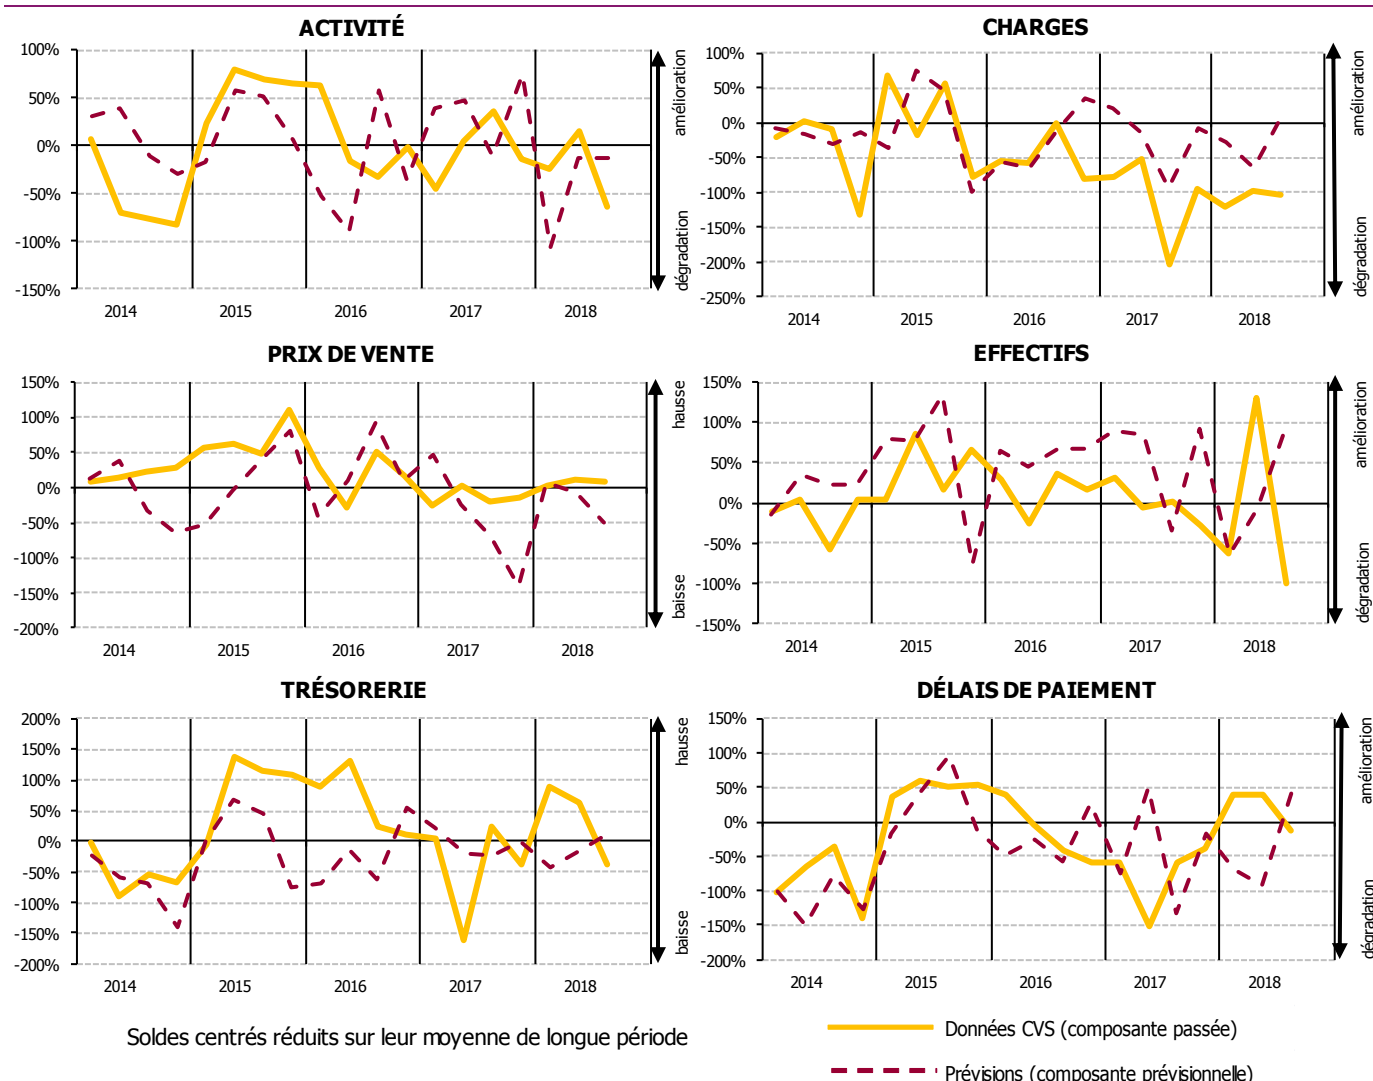 ACTIVITÉ
100%
50%
0%
-50%
-100%
-150%
2014 2015 2016 2017 2018
amélioration
dégradation
CHARGES
100%
50%
0%
-50%
-100%
-150%
-200%
-250%
2014 2015 2016 2017 2018
amélioration
dégradation
PRIX DE VENTE
150%
100%
50%
0%
-50%
-100%
-150%
-200%
2014 2015 2016 2017 2018
hausse
baisse
EFFECTIFS
150%
100%
50%
0%
-50%
-100%
-150%
2014 2015 2016 2017 2018
amélioration
dégradation
TRÉSORERIE
200%
150%
100%
50%
0%
-50%
-100%
-150%
-200%
2014 2015 2016 2017 2018
hausse
baisse
DÉLAIS DE PAIEMENT
150%
100%
50%
0%
-50%
-100%
-150%
-200%
2014 2015 2016 2017 2018
amélioration
dégradation
Soldes centrés réduits sur leur moyenne de longue période
Données CVS (composante passée)
Prévisions (composante prévisionnelle)